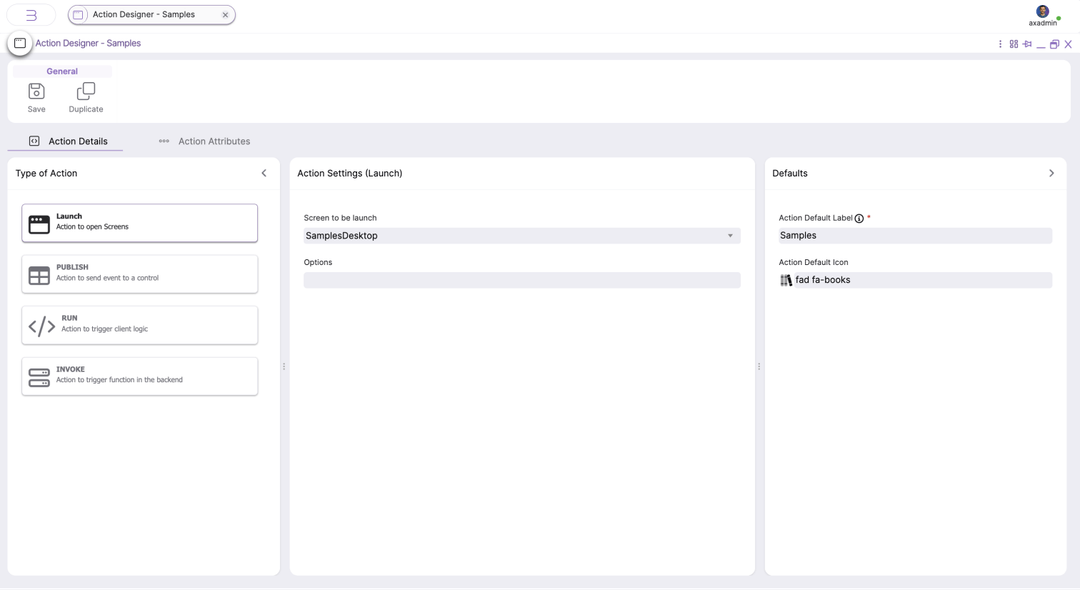 Action Designer - Samples
axadmin
Action Designer - Samples
General
Save
Duplicate
Action Details
Action Attributes
Type of Action
Launch
Action to open Screens
PUBLISH
Action to send event to a control
RUN
Action to trigger client logic
INVOKE
Action to trigger function in the backend
Action Settings (Launch)
Screen to be launch
SamplesDesktop
Options
Defaults
Action Default Label *
Samples
Action Default Icon
fad fa-books